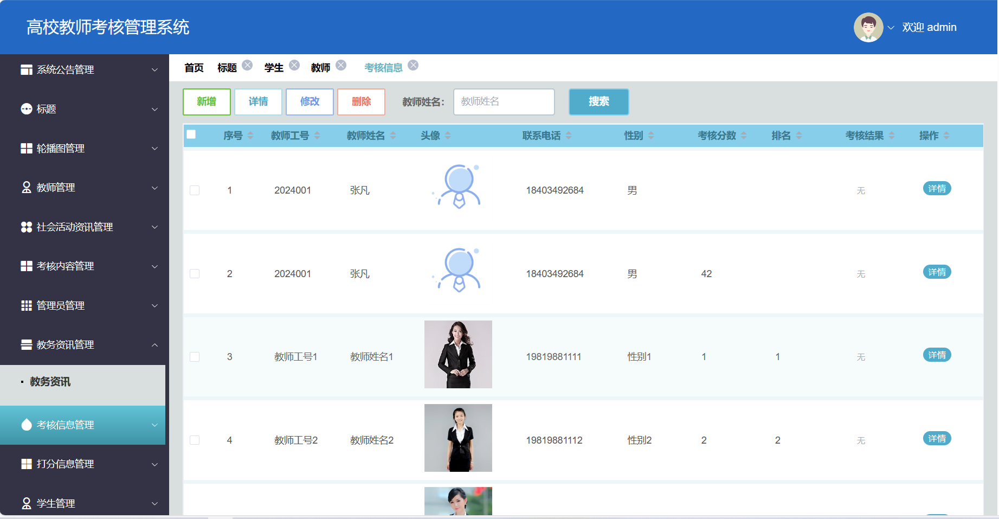 高校教师考核管理系统
欢迎 admin
系统公告管理
标题
轮播图管理
教师管理
社会活动资讯管理
考核内容管理
管理员管理
教务资讯管理
教务资讯
考核信息管理
打分信息管理
学生管理
首页 标题 学生 教师 考核信息
新增 详情 修改 删除 教师姓名: 教师姓名 搜索
序号 教师工号 教师姓名 头像 联系电话 性别 考核分数 排名 考核结果 操作
1 2024001 张凡 18403492684 男 无 详情
2 2024001 张凡 18403492684 男 42 无 详情
3 教师工号1 教师姓名1 19819881111 性别1 1 1 无 详情
4 教师工号2 教师姓名2 19819881112 性别2 2 2 无 详情